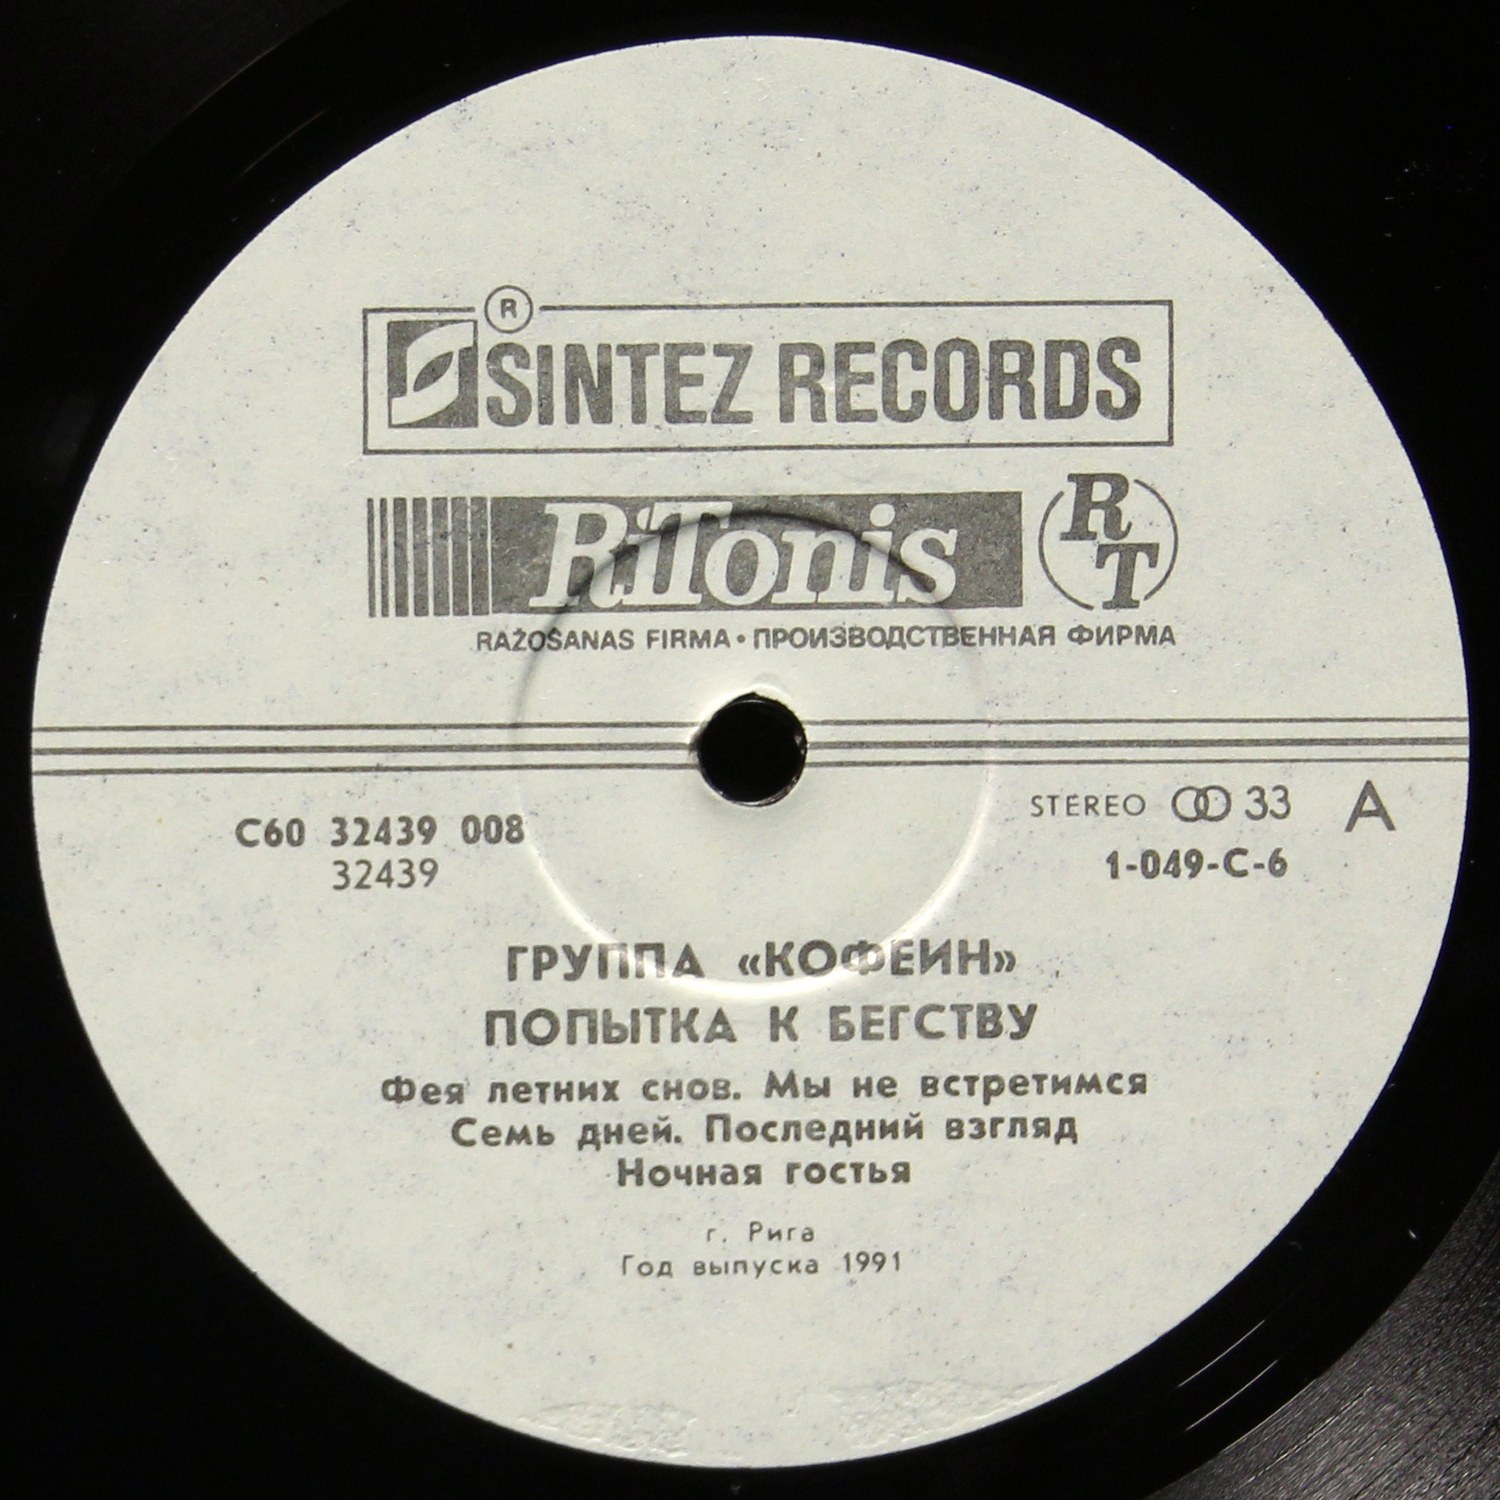 ®
SINTEZ RECORDS
RiTonis RT
RAŽOŠANAS FIRMA • ПРОИЗВОДСТВЕННАЯ ФИРМА
STEREO 33 A
С60 32439 008
1-049-С-6
32439
ГРУППА «КОФЕИН»
ПОПЫТКА К БЕГСТВУ
Фея летних снов. Мы не встретимся
Семь дней. Последний взгляд
Ночная гостья
г. Рига
Год выпуска 1991